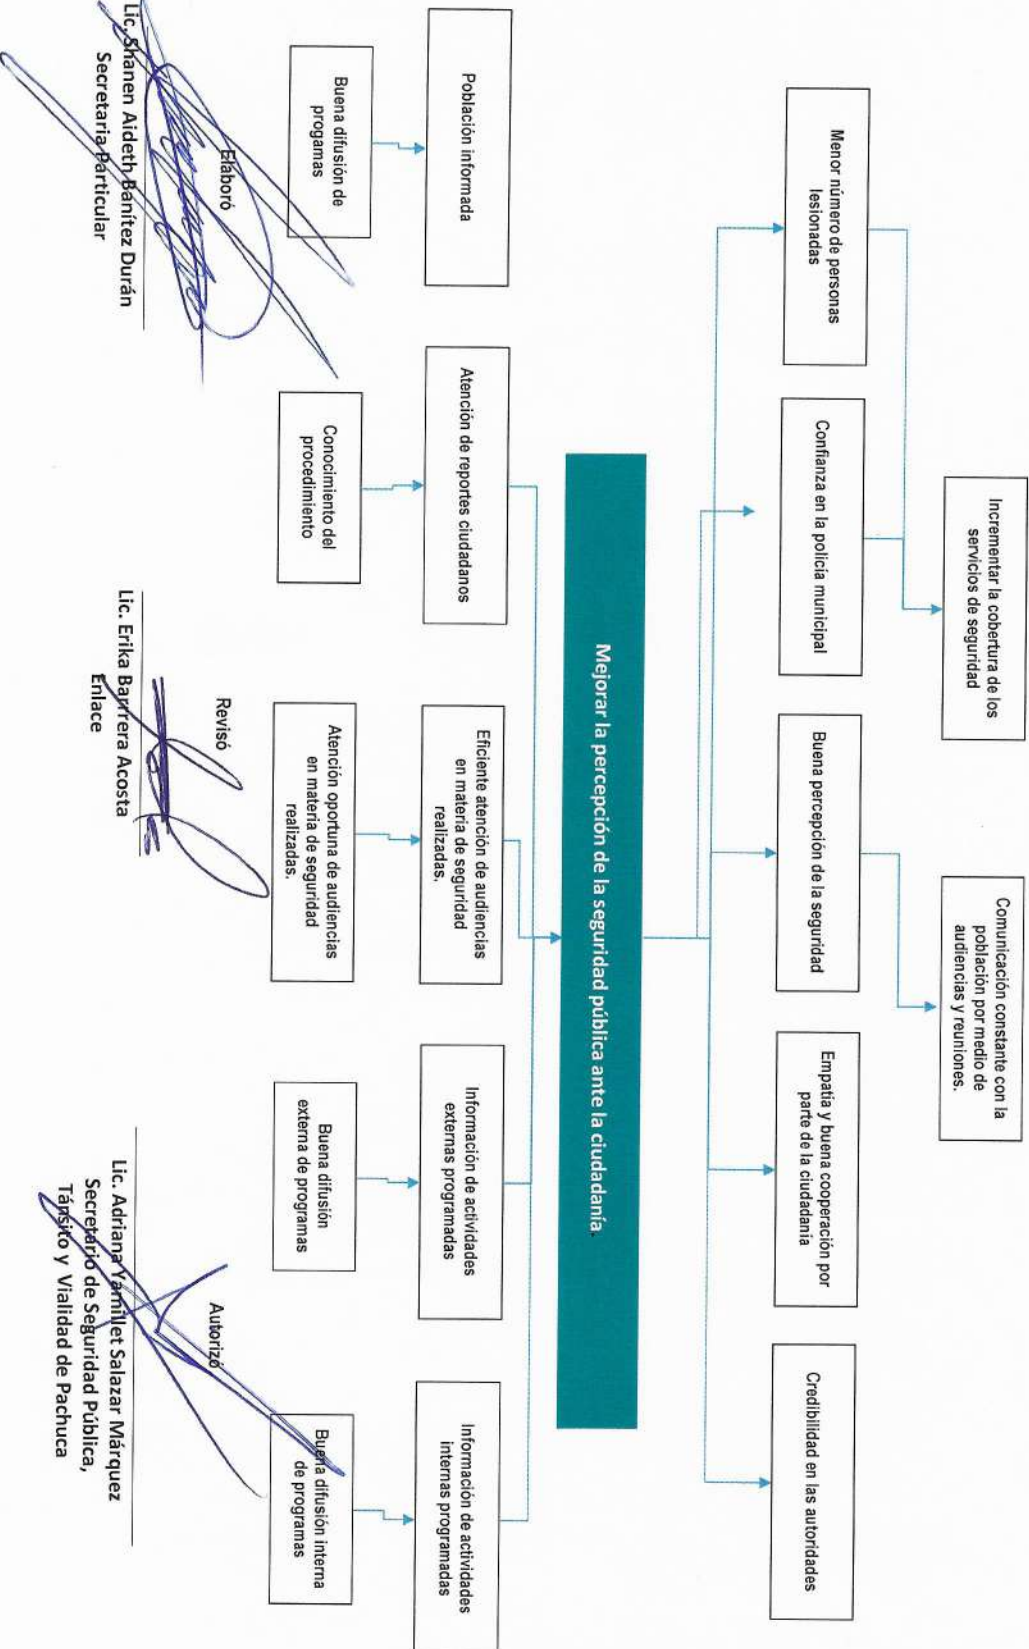 Incrementar la cobertura de los
servicios de seguridad
Comunicación constante con la
población por medio de
audiencias y reuniones.
Menor número de personas
lesionadas
Confianza en la policía municipal
Buena percepción de la seguridad
Empatia y buena cooperación por
parte de la ciudadanía
Credibilidad en las autoridades
Mejorar la percepción de la seguridad pública ante la ciudadanía.
Población informada
Atención de reportes ciudadanos
Eficiente atención de audiencias
en materia de seguridad
realizadas.
Información de actividades
externas programadas
Información de actividades
internas programadas
Buena difusión de
progamas
Conocimiento del
procedimiento
Atención oportuna de audiencias
en materia de seguridad
realizadas.
Buena difusión
externa de programas
Buena difusión interna
de programas
Elaboró
Lic. Shanen Aideth Banítez Durán
Secretaria Particular
Revisó
Lic. Erika Barrrera Acosta
Enlace
Autorizó
Lic. Adriana Yamillet Salazar Márquez
Secretario de Seguridad Pública,
Tánsito y Vialidad de Pachuca